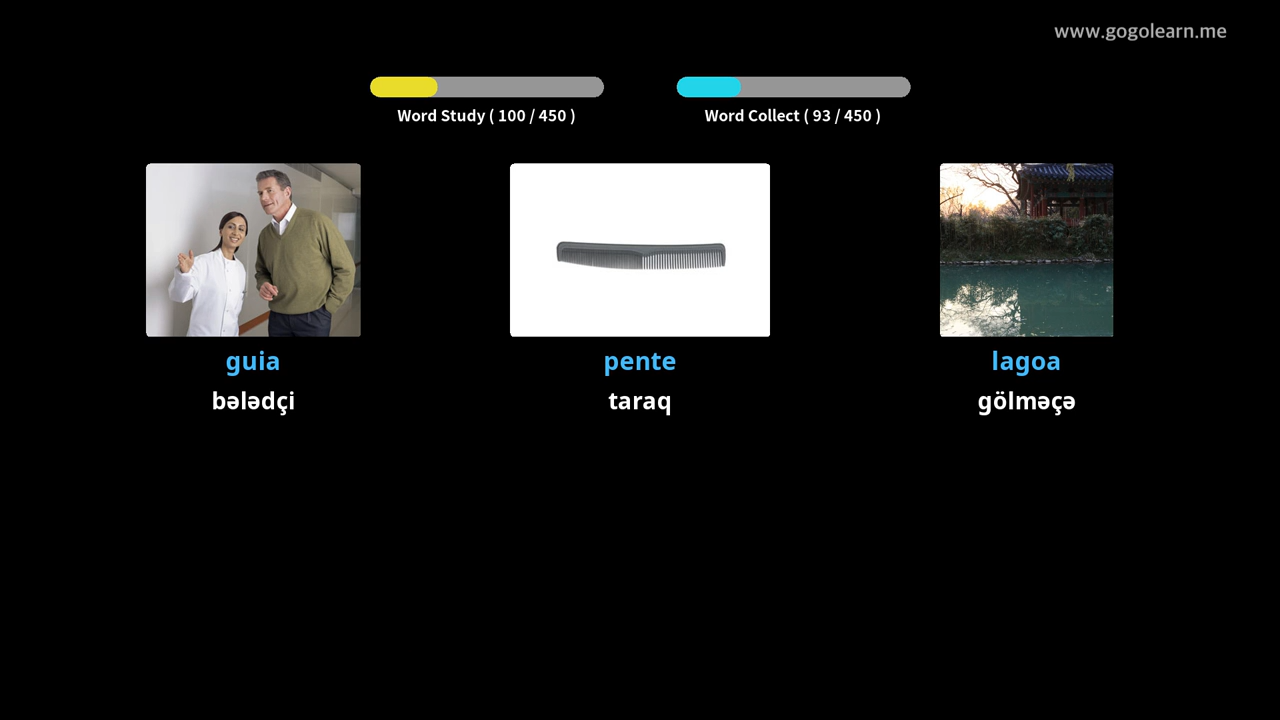 www.gogolearn.me
Word Study ( 100 / 450 )
Word Collect ( 93 / 450 )
guia
bələdçi
pente
taraq
lagoa
gölməçə